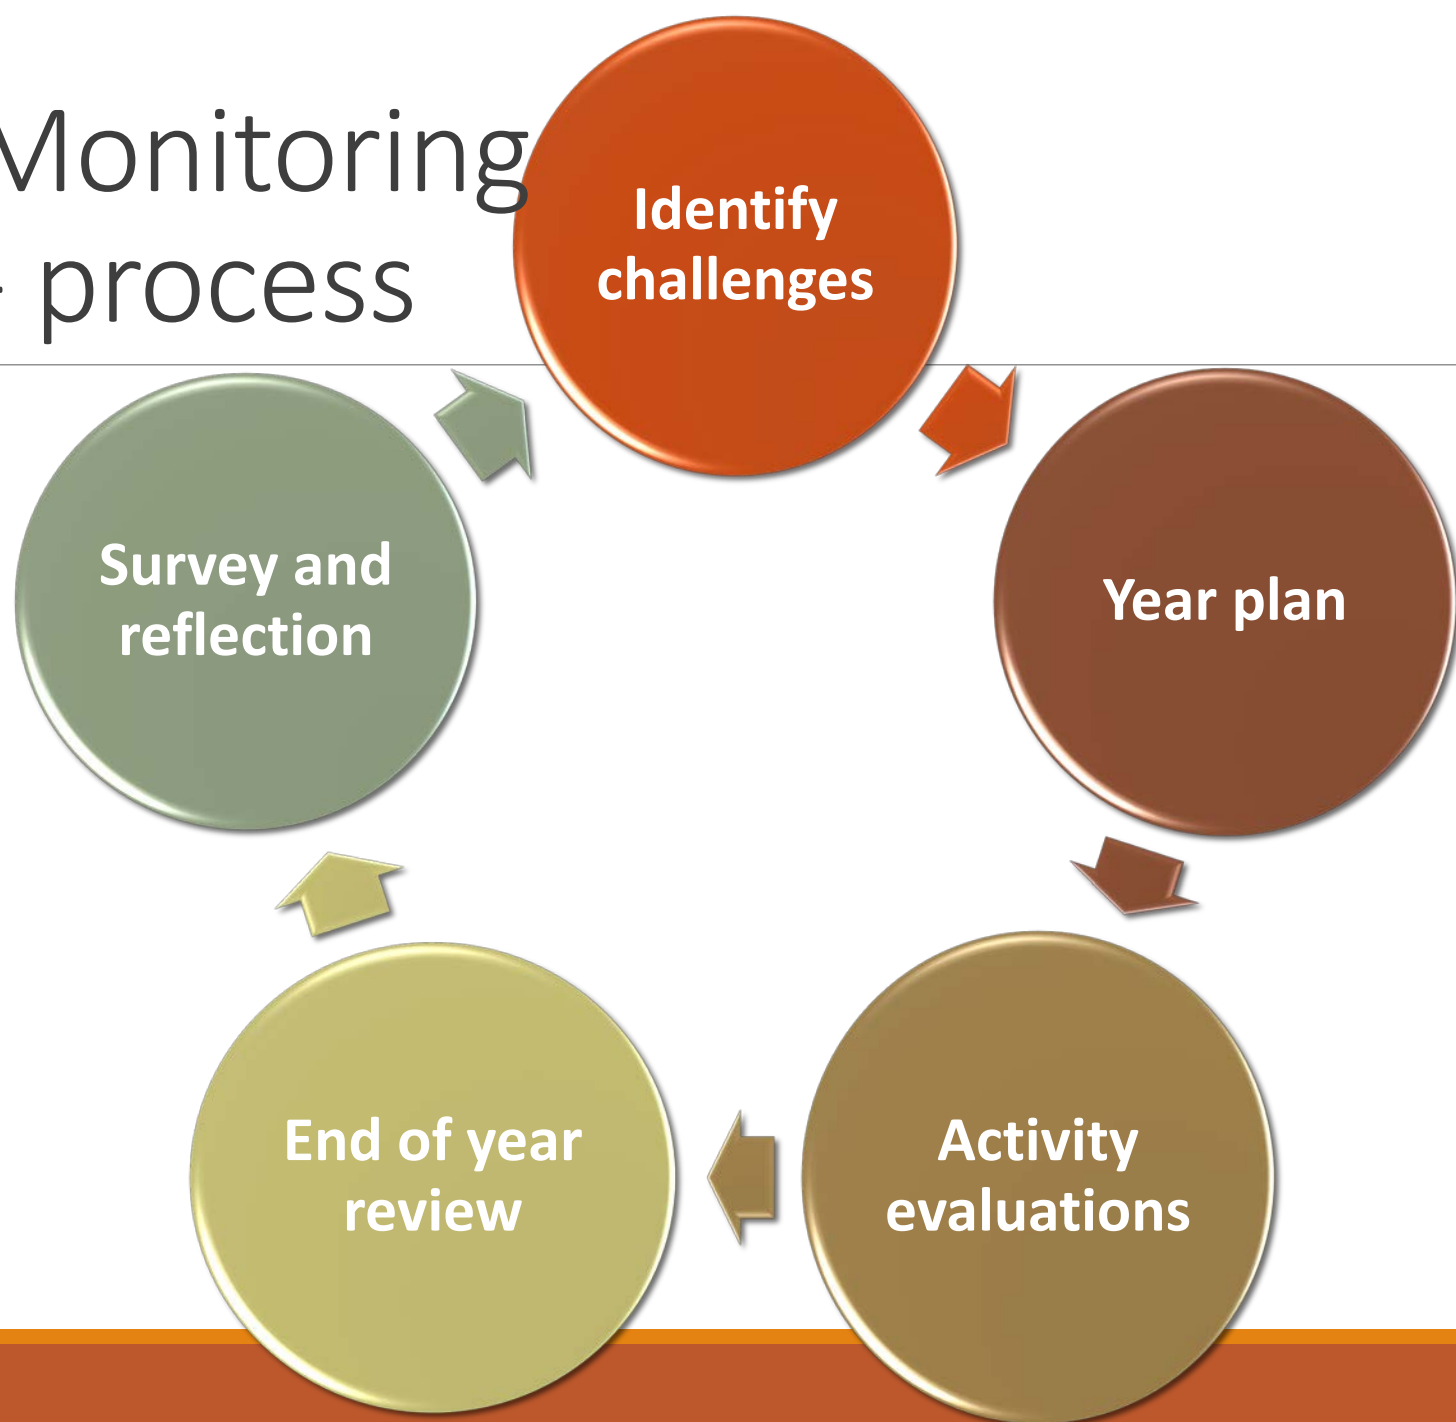 Monitoring
- process
Identify
challenges
Year plan
Activity
evaluations
End of year
review
Survey and
reflection